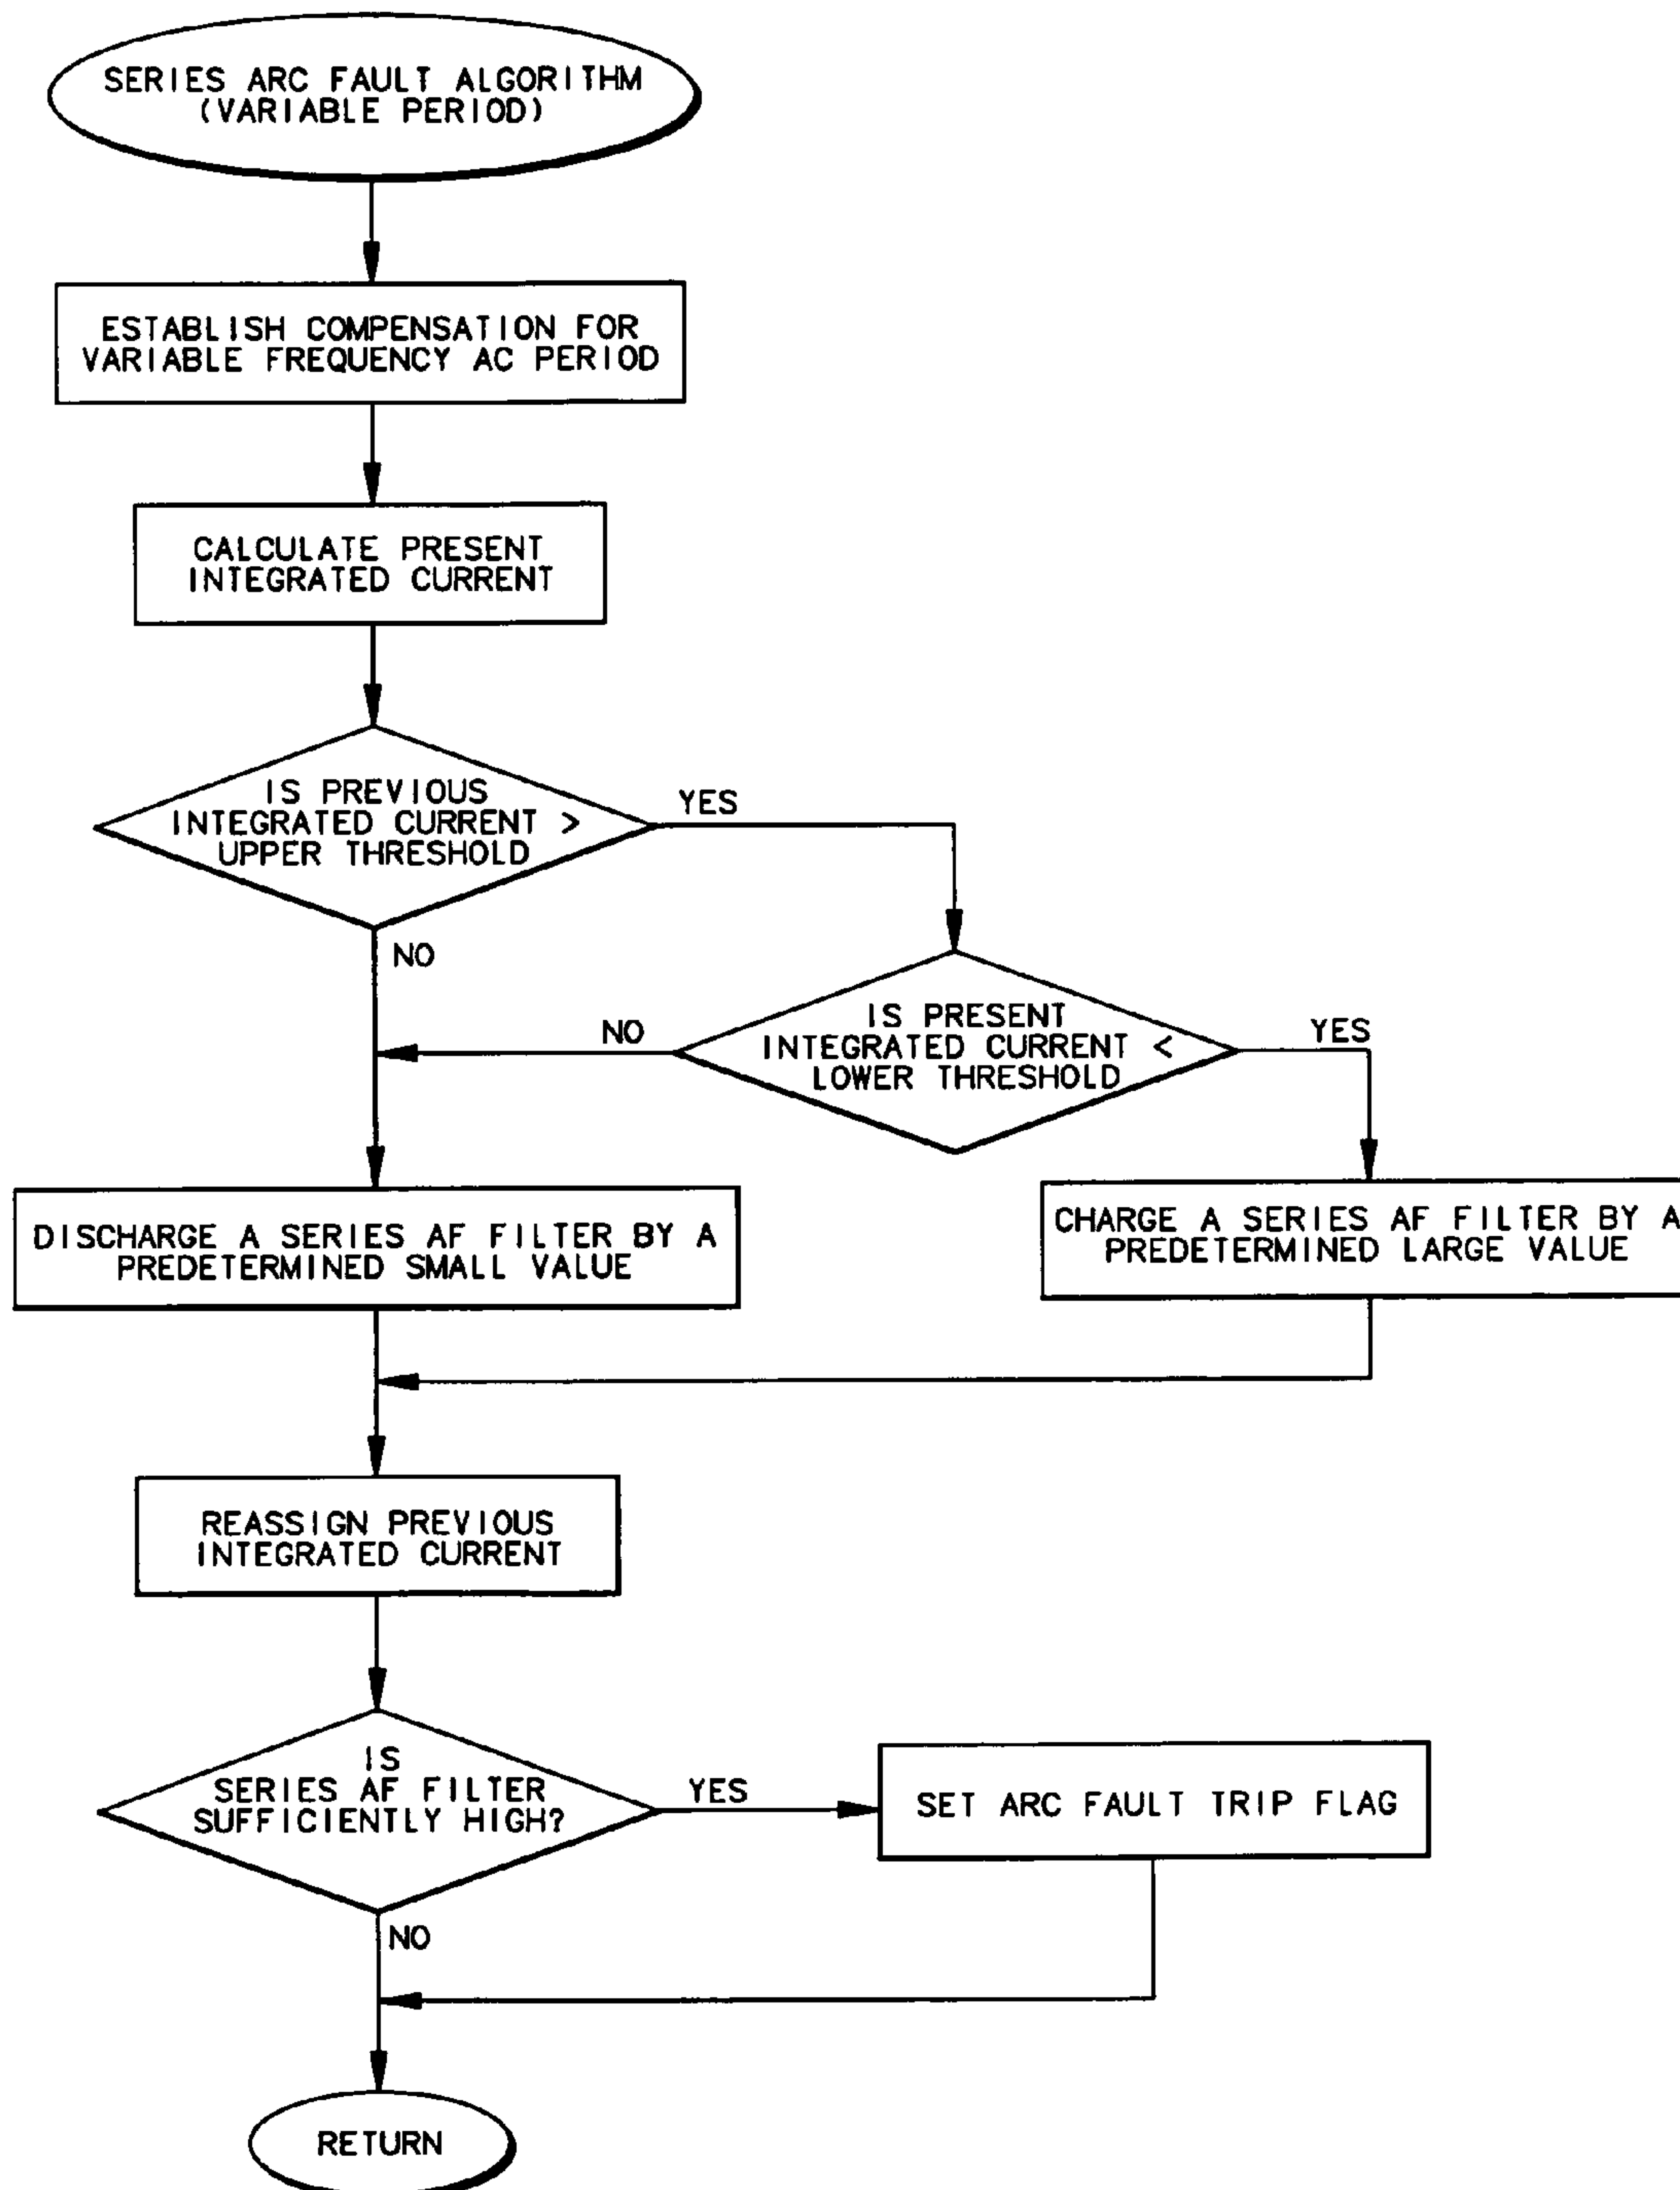 SERIES ARC FAULT ALGORITHM
(VARIABLE PERIOD)
ESTABLISH COMPENSATION FOR
VARIABLE FREQUENCY AC PERIOD
CALCULATE PRESENT
INTEGRATED CURRENT
IS PREVIOUS
INTEGRATED CURRENT >
UPPER THRESHOLD
YES
NO
IS PRESENT
INTEGRATED CURRENT <
LOWER THRESHOLD
NO
YES
DISCHARGE A SERIES AF FILTER BY A
PREDETERMINED SMALL VALUE
CHARGE A SERIES AF FILTER BY A
PREDETERMINED LARGE VALUE
REASSIGN PREVIOUS
INTEGRATED CURRENT
IS
SERIES AF FILTER
SUFFICIENTLY HIGH?
YES
SET ARC FAULT TRIP FLAG
NO
RETURN